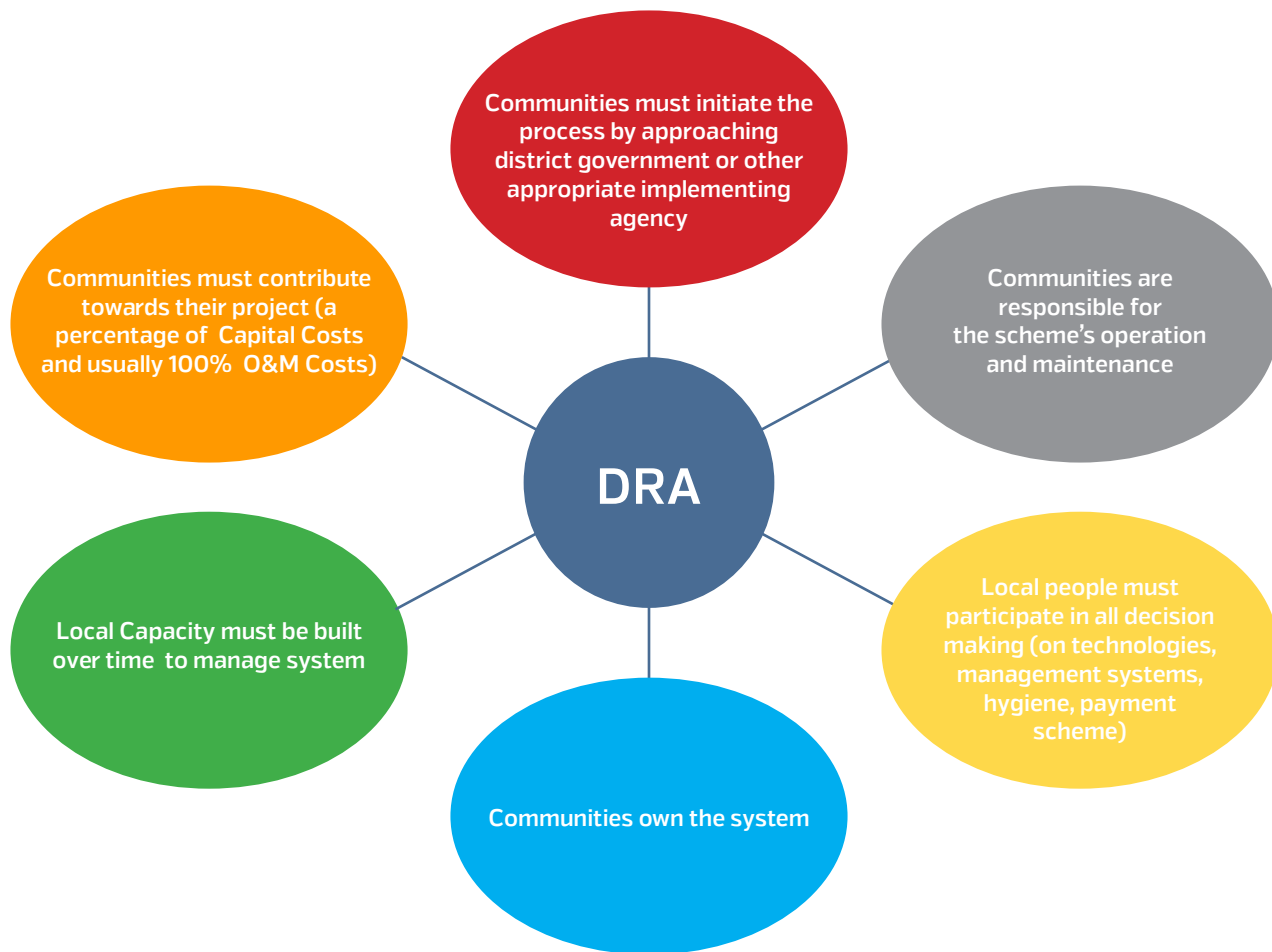 Communities must initiate the
process by approaching
district government or other
appropriate implementing
agency
Communities must contribute
towards their project (a
percentage of Capital Costs
and usually 100% O&M Costs)
Communities are
responsible for
the scheme’s operation
and maintenance
DRA
Local Capacity must be built
over time to manage system
Local people must
participate in all decision
making (on technologies,
management systems,
hygiene, payment
scheme)
Communities own the system